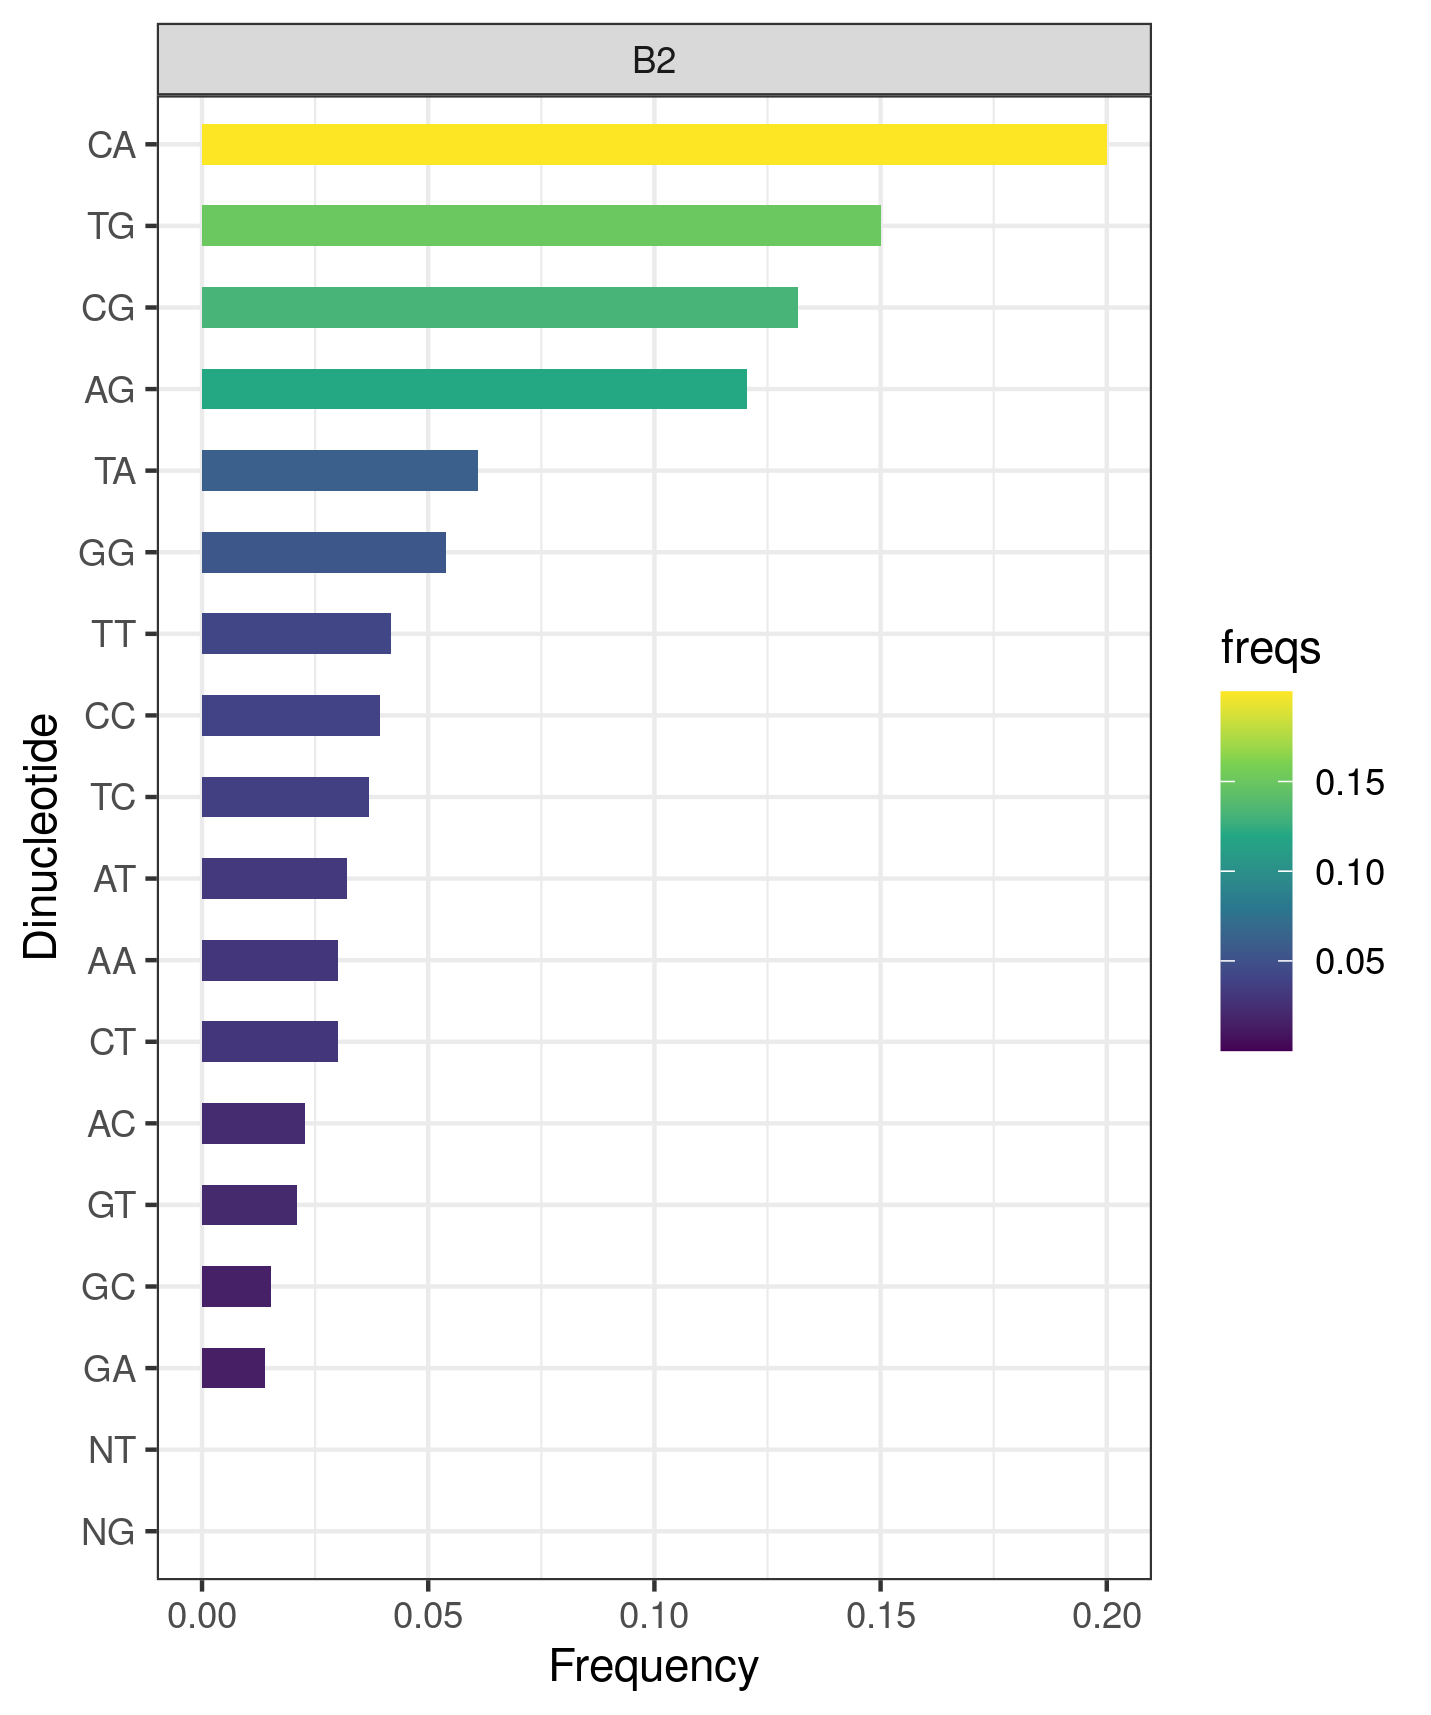 B2
CA
TG
CG
AG
TA
GG
TT
CC
TC
AT
AA
CT
AC
GT
GC
GA
NT
NG
Dinucleotide
0.00 0.05 0.10 0.15 0.20
Frequency
freqs
0.15
0.10
0.05